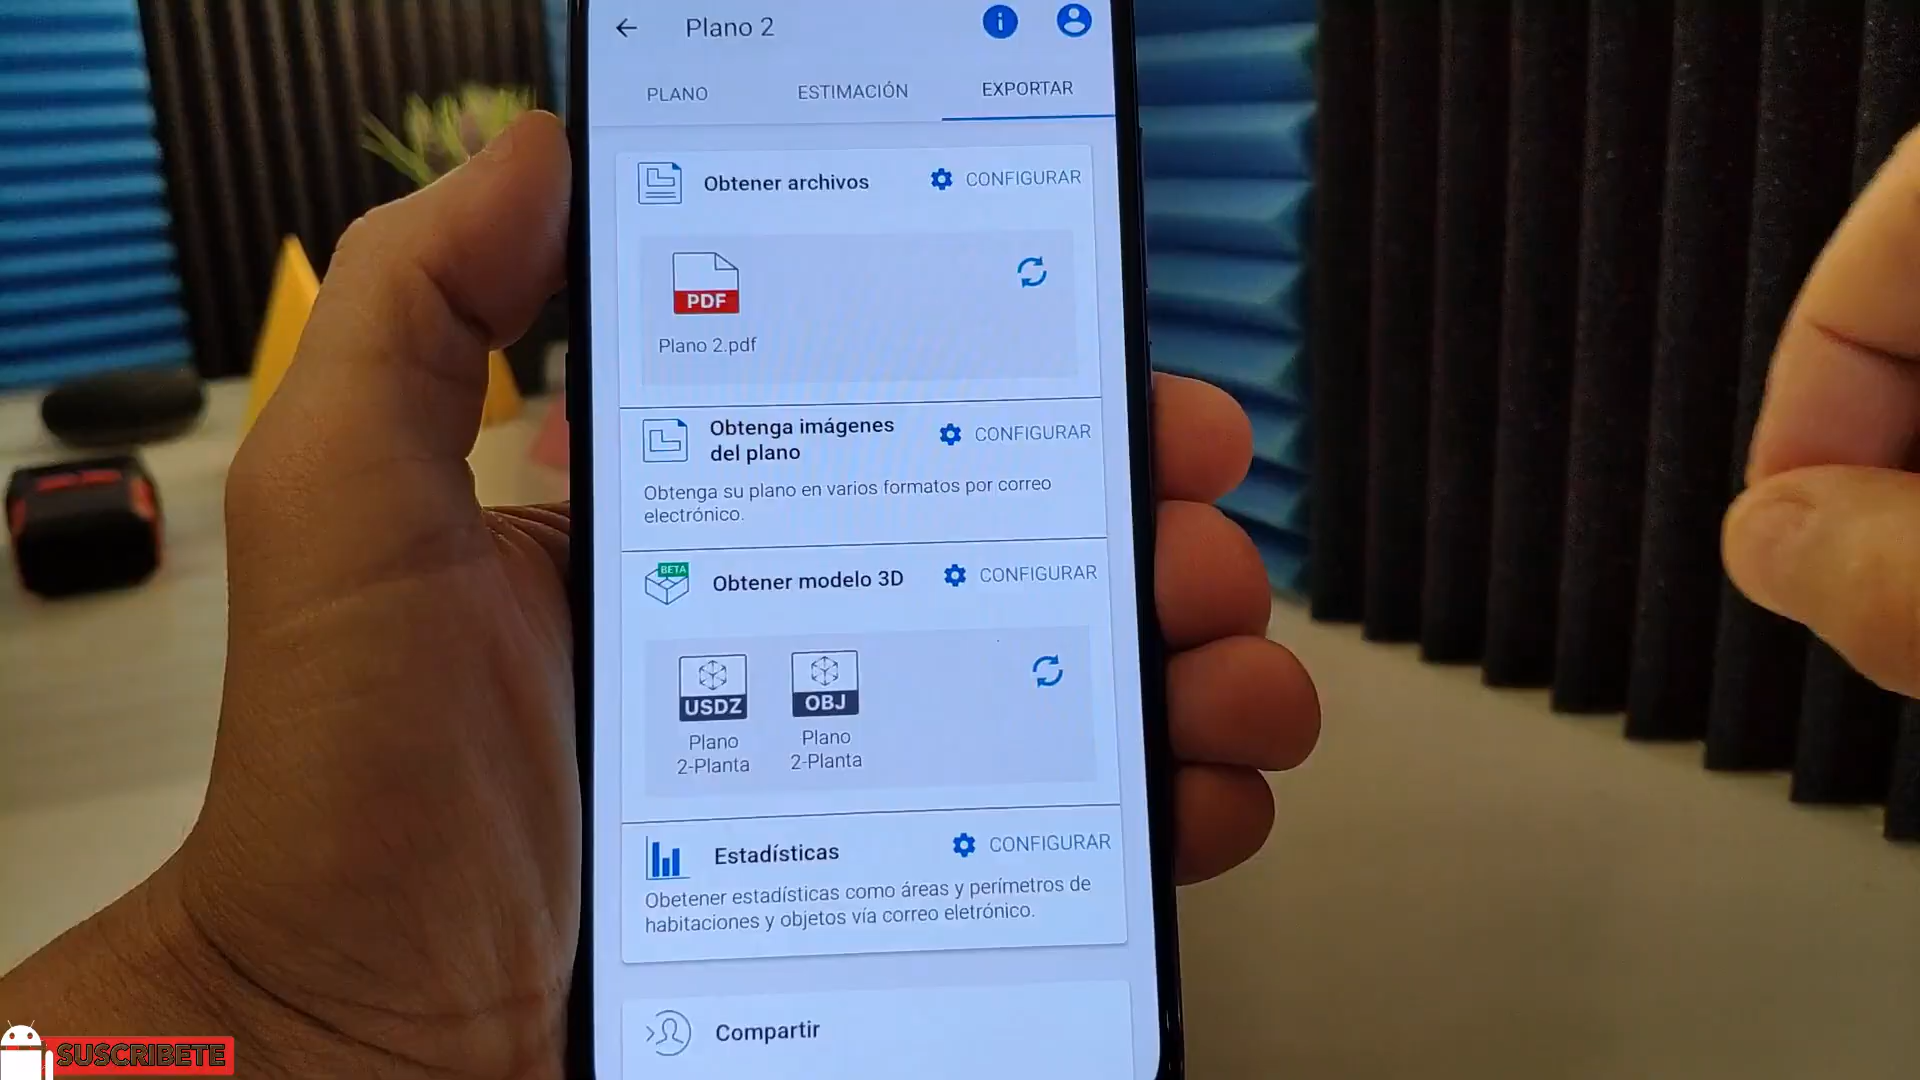 Plano 2
PLANO
ESTIMACIÓN
EXPORTAR
Obtener archivos
CONFIGURAR
PDF
Plano 2.pdf
Obtenga imágenes
del plano
CONFIGURAR
Obtenga su plano en varios formatos por correo
electrónico.
BETA
Obtener modelo 3D
CONFIGURAR
USDZ
OBJ
Plano
2-Planta
Plano
2-Planta
Estadísticas
CONFIGURAR
Obetener estadísticas como áreas y perímetros de
habitaciones y objetos vía correo eletrónico.
Compartir
SUSCRIBETE